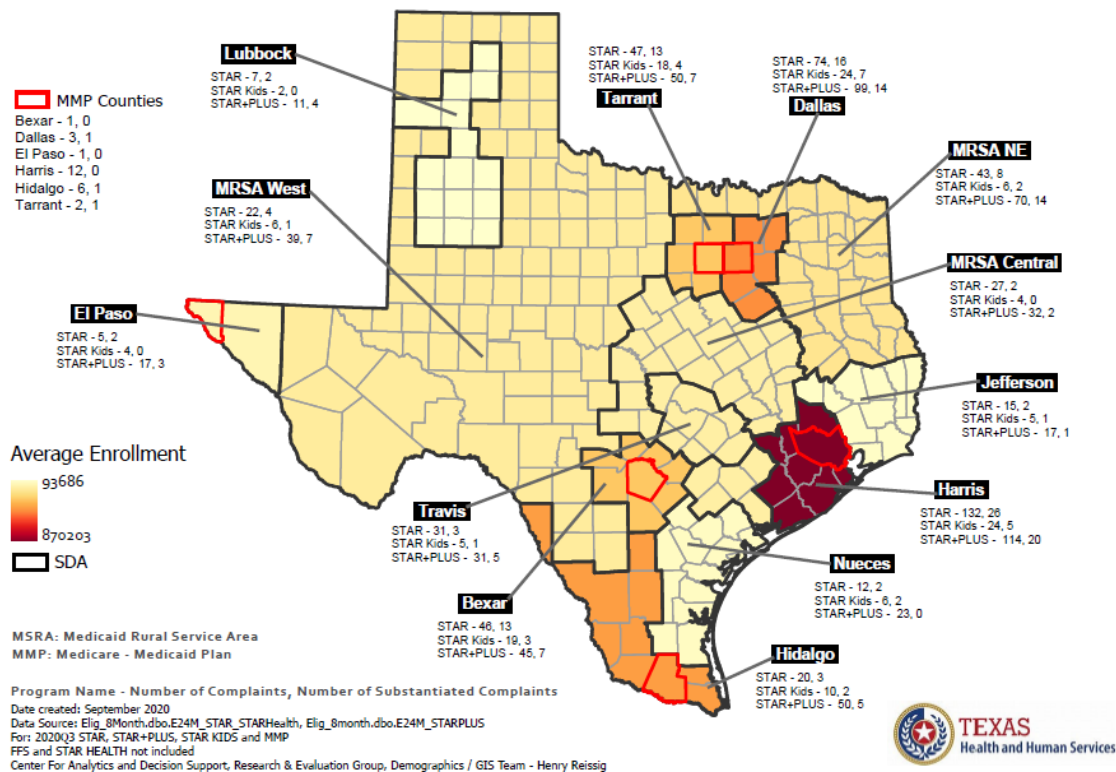 Lubbock
STAR - 7, 2
STAR Kids - 2, 0
STAR+PLUS - 11, 4
STAR - 47, 13
STAR Kids - 18, 4
STAR+PLUS - 50, 7
Tarrant
STAR - 74, 16
STAR Kids - 24, 7
STAR+PLUS - 99, 14
Dallas
MMP Counties
Bexar - 1, 0
Dallas - 3, 1
El Paso - 1, 0
Harris - 12, 0
Hidalgo - 6, 1
Tarrant - 2, 1
MRSA West
STAR - 22, 4
STAR Kids - 6, 1
STAR+PLUS - 39, 7
MRSA NE
STAR - 43, 8
STAR Kids - 6, 2
STAR+PLUS - 70, 14
MRSA Central
STAR - 27, 2
STAR Kids - 4, 0
STAR+PLUS - 32, 2
El Paso
STAR - 5, 2
STAR Kids - 4, 0
STAR+PLUS - 17, 3
Jefferson
STAR - 15, 2
STAR Kids - 5, 1
STAR+PLUS - 17, 1
Average Enrollment
93686
870203
SDA
Harris
STAR - 132, 26
STAR Kids - 24, 5
STAR+PLUS - 114, 20
Travis
STAR - 31, 3
STAR Kids - 5, 1
STAR+PLUS - 31, 5
Nueces
STAR - 12, 2
STAR Kids - 6, 2
STAR+PLUS - 23, 0
Bexar
STAR - 46, 13
STAR Kids - 19, 3
STAR+PLUS - 45, 7
Hidalgo
STAR - 20, 3
STAR Kids - 10, 2
STAR+PLUS - 50, 5
MSRA: Medicaid Rural Service Area
MMP: Medicare - Medicaid Plan
Program Name - Number of Complaints, Number of Substantiated Complaints
Date created: September 2020
Data Source: Elig_8Month.dbo.E24M_STAR_STARHealth, Elig_8month.dbo.E24M_STARPLUS
For: 2020Q3 STAR, STAR+PLUS, STAR KIDS and MMP
FFS and STAR HEALTH not included
Center For Analytics and Decision Support, Research & Evaluation Group, Demographics / GIS Team - Henry Reissig
TEXAS
Health and Human Services